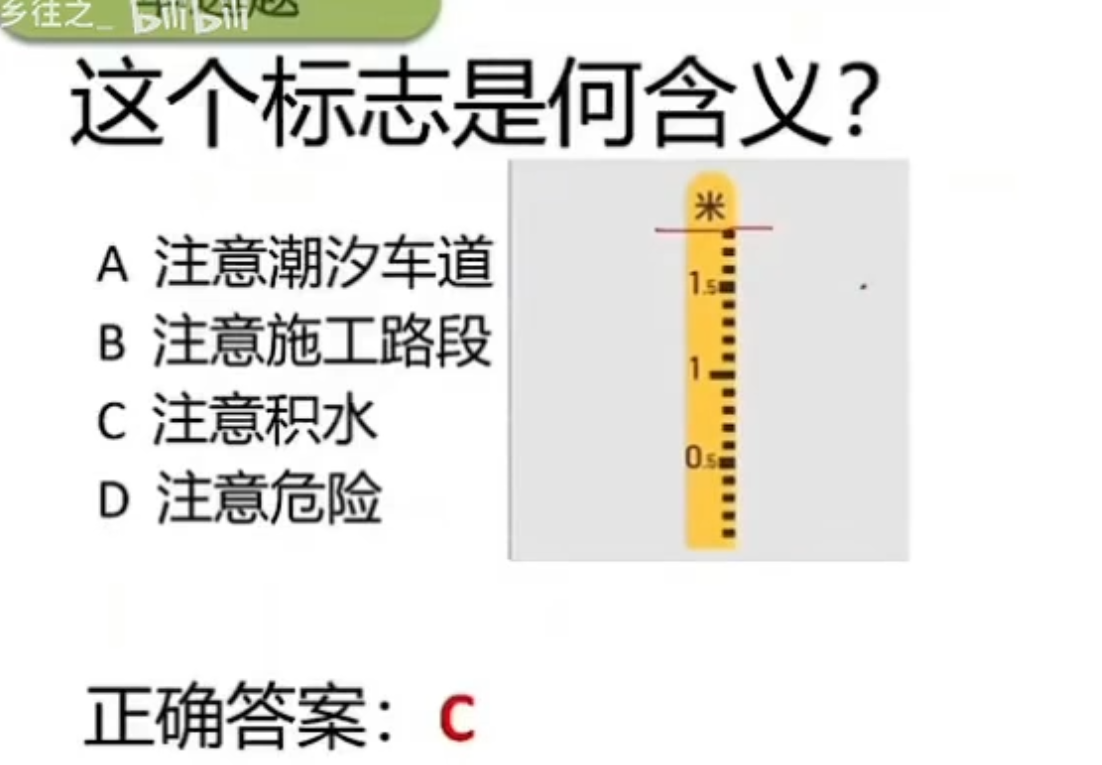 乡往之_ bilibili
这个标志是何含义？
A 注意潮汐车道
B 注意施工路段
C 注意积水
D 注意危险
米
1.5
1
0.5
正确答案：C